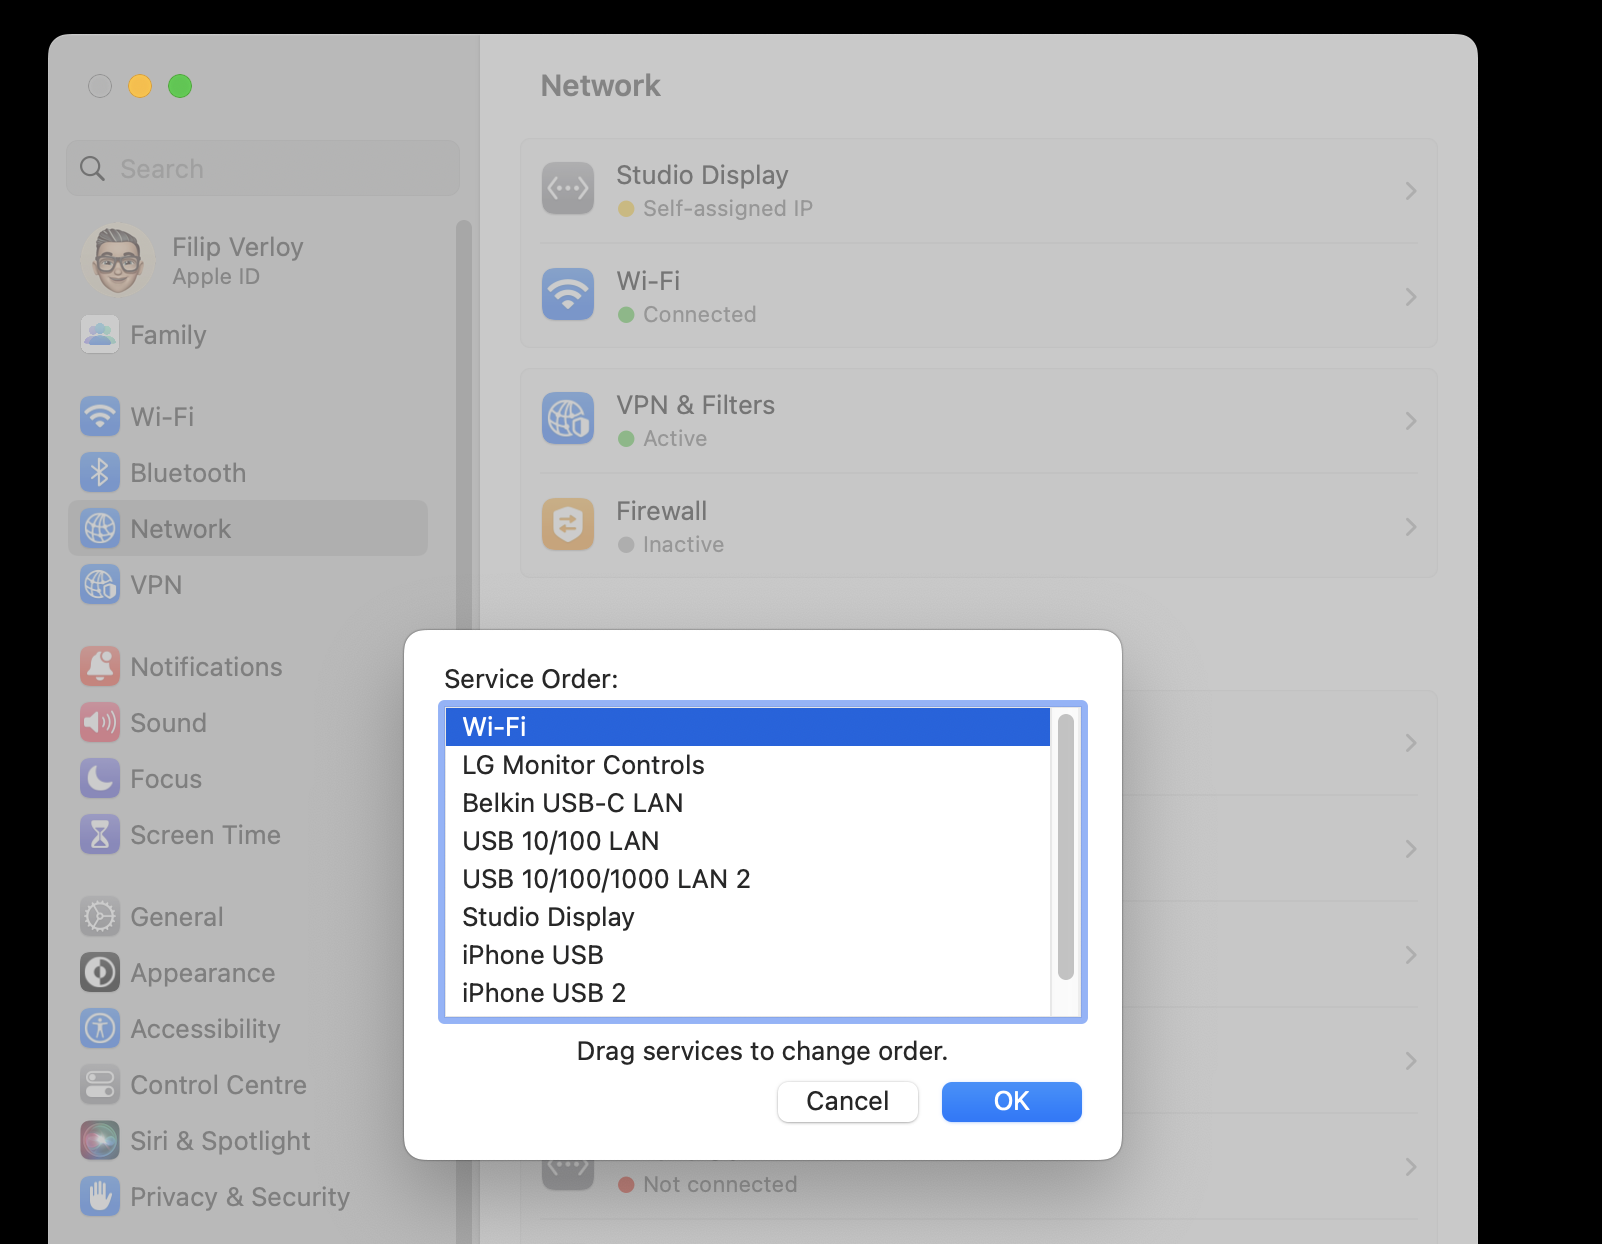 Network
Search
Filip Verloy
Apple ID
Family
Wi-Fi
Bluetooth
Network
VPN
Notifications
Sound
Focus
Screen Time
General
Appearance
Accessibility
Control Centre
Siri & Spotlight
Privacy & Security
Studio Display
Self-assigned IP
Wi-Fi
Connected
VPN & Filters
Active
Firewall
Inactive
Service Order:
Wi-Fi
LG Monitor Controls
Belkin USB-C LAN
USB 10/100 LAN
USB 10/100/1000 LAN 2
Studio Display
iPhone USB
iPhone USB 2
Drag services to change order.
Cancel
OK
Not connected